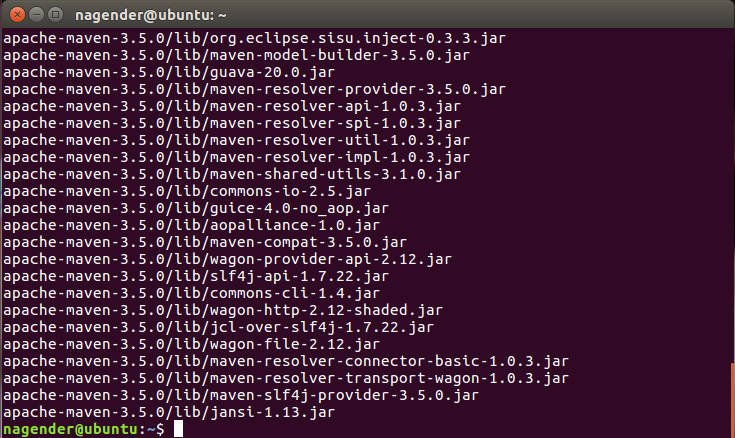 nagender@ubuntu: ~
apache-maven-3.5.0/lib/org.eclipse.sisu.inject-0.3.3.jar
apache-maven-3.5.0/lib/maven-model-builder-3.5.0.jar
apache-maven-3.5.0/lib/guava-20.0.jar
apache-maven-3.5.0/lib/maven-resolver-provider-3.5.0.jar
apache-maven-3.5.0/lib/maven-resolver-api-1.0.3.jar
apache-maven-3.5.0/lib/maven-resolver-spi-1.0.3.jar
apache-maven-3.5.0/lib/maven-resolver-util-1.0.3.jar
apache-maven-3.5.0/lib/maven-resolver-impl-1.0.3.jar
apache-maven-3.5.0/lib/maven-shared-utils-3.1.0.jar
apache-maven-3.5.0/lib/commons-io-2.5.jar
apache-maven-3.5.0/lib/guice-4.0-no_aop.jar
apache-maven-3.5.0/lib/aopalliance-1.0.jar
apache-maven-3.5.0/lib/maven-compat-3.5.0.jar
apache-maven-3.5.0/lib/wagon-provider-api-2.12.jar
apache-maven-3.5.0/lib/slf4j-api-1.7.22.jar
apache-maven-3.5.0/lib/commons-cli-1.4.jar
apache-maven-3.5.0/lib/wagon-http-2.12-shaded.jar
apache-maven-3.5.0/lib/jcl-over-slf4j-1.7.22.jar
apache-maven-3.5.0/lib/wagon-file-2.12.jar
apache-maven-3.5.0/lib/maven-resolver-connector-basic-1.0.3.jar
apache-maven-3.5.0/lib/maven-resolver-transport-wagon-1.0.3.jar
apache-maven-3.5.0/lib/maven-slf4j-provider-3.5.0.jar
apache-maven-3.5.0/lib/jansi-1.13.jar
nagender@ubuntu:~$